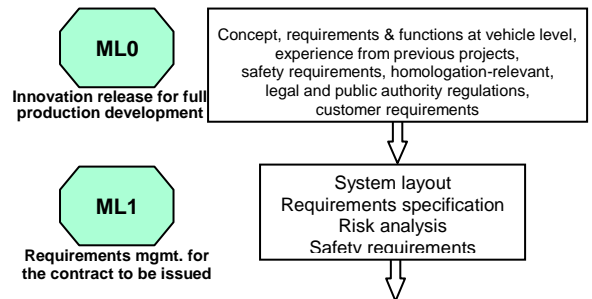 ML0
Innovation release for full
production development
Concept, requirements & functions at vehicle level,
experience from previous projects,
safety requirements, homologation-relevant,
legal and public authority regulations,
customer requirements
ML1
Requirements mgmt. for
the contract to be issued
System layout
Requirements specification
Risk analysis
Safety requirements